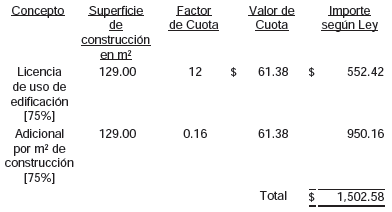 Concepto Superficie de construcción en m² Factor de Cuota Valor de Cuota Importe según Ley
Licencia de uso de edificación [75%] 129.00 12 $ 61.38 $ 552.42
Adicional por m² de construcción [75%] 129.00 0.16 61.38 950.16
Total $ 1,502.58